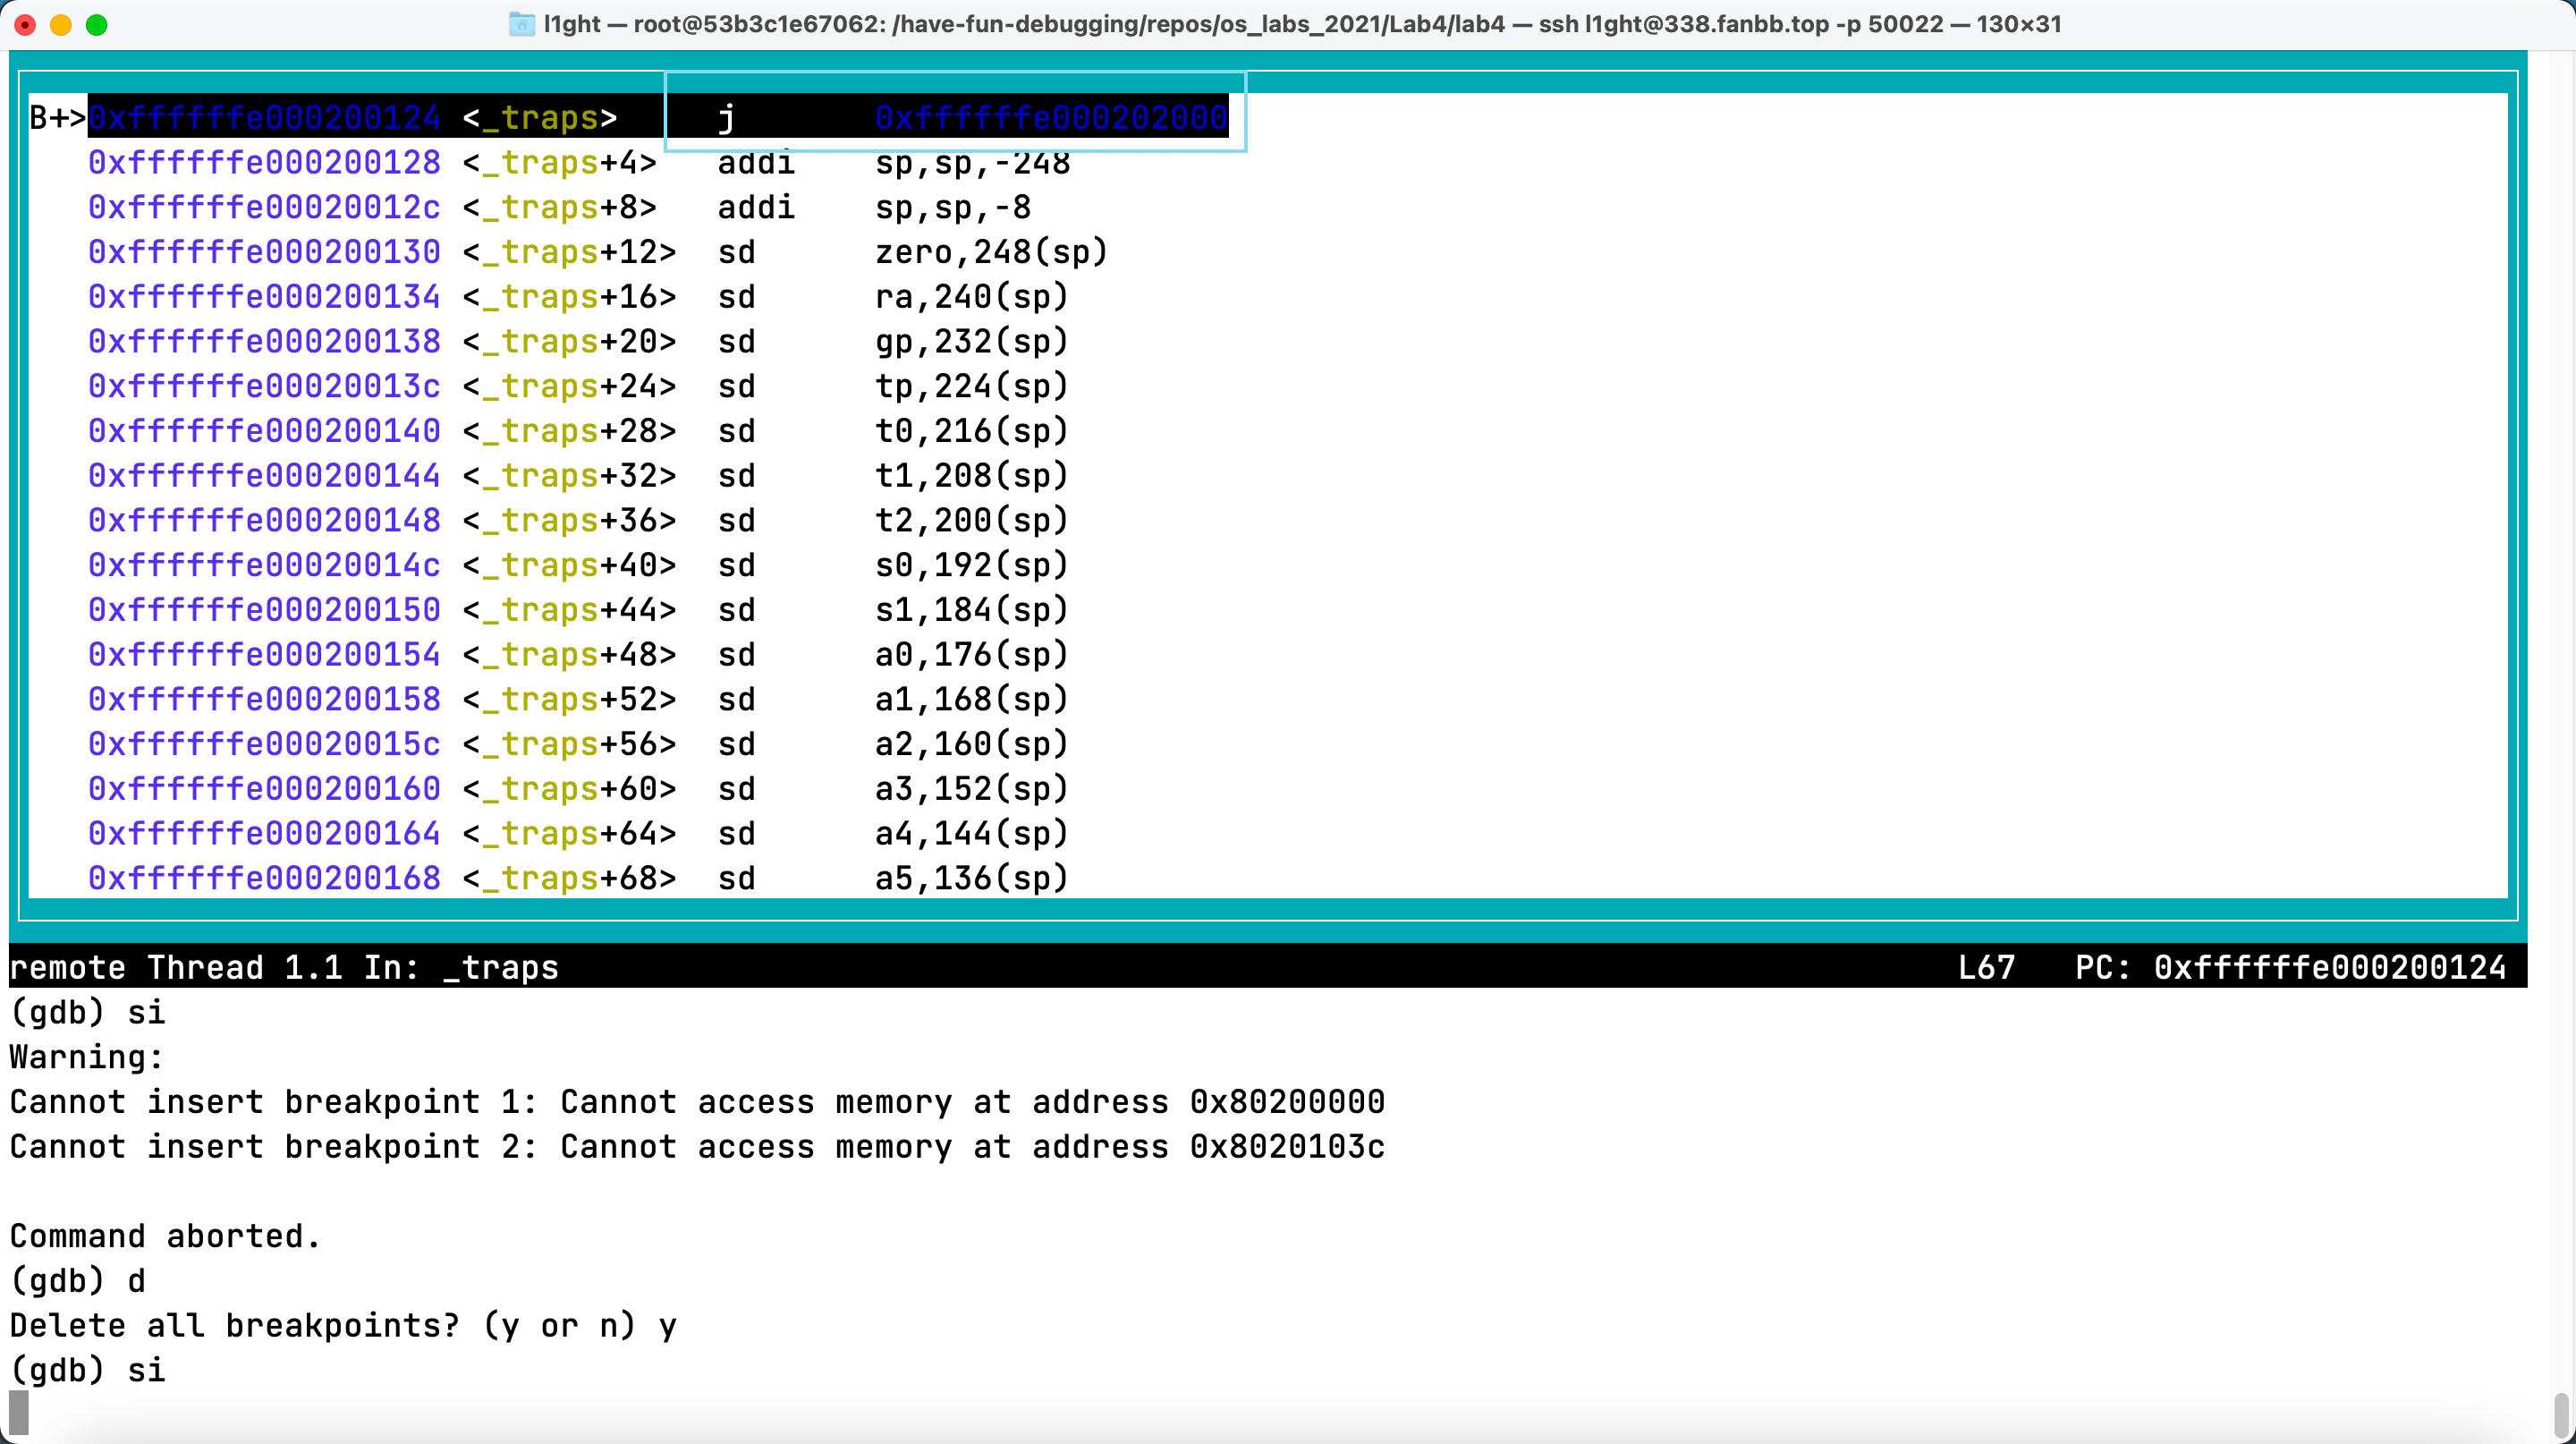 l1ght — root@53b3c1e67062: /have-fun-debugging/repos/os_labs_2021/Lab4/lab4 — ssh l1ght@338.fanbb.top -p 50022 — 130×31
B+>0xffffffe000200124 <_traps> j 0xffffffe000202000
0xffffffe000200128 <_traps+4> addi sp,sp,-248
0xffffffe00020012c <_traps+8> addi sp,sp,-8
0xffffffe000200130 <_traps+12> sd zero,248(sp)
0xffffffe000200134 <_traps+16> sd ra,240(sp)
0xffffffe000200138 <_traps+20> sd gp,232(sp)
0xffffffe00020013c <_traps+24> sd tp,224(sp)
0xffffffe000200140 <_traps+28> sd t0,216(sp)
0xffffffe000200144 <_traps+32> sd t1,208(sp)
0xffffffe000200148 <_traps+36> sd t2,200(sp)
0xffffffe00020014c <_traps+40> sd s0,192(sp)
0xffffffe000200150 <_traps+44> sd s1,184(sp)
0xffffffe000200154 <_traps+48> sd a0,176(sp)
0xffffffe000200158 <_traps+52> sd a1,168(sp)
0xffffffe00020015c <_traps+56> sd a2,160(sp)
0xffffffe000200160 <_traps+60> sd a3,152(sp)
0xffffffe000200164 <_traps+64> sd a4,144(sp)
0xffffffe000200168 <_traps+68> sd a5,136(sp)
remote Thread 1.1 In: _traps L67 PC: 0xffffffe000200124
(gdb) si
Warning:
Cannot insert breakpoint 1: Cannot access memory at address 0x80200000
Cannot insert breakpoint 2: Cannot access memory at address 0x8020103c
Command aborted.
(gdb) d
Delete all breakpoints? (y or n) y
(gdb) si